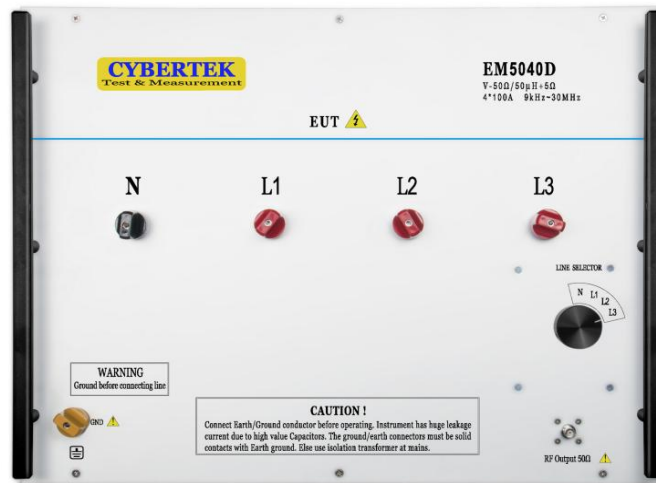 CYBERTEK
Test & Measurement
EM5040D
V-50Ω/50μH+5Ω
4*100A 9kHz~30MHz
EUT
N L1 L2 L3
LINE SELECTOR
N L1 L2 L3
WARNING
Ground before connecting line
GND
CAUTION !
Connect Earth/Ground conductor before operating. Instrument has huge leakage
current due to high value Capacitors. The ground/earth connectors must be solid
contacts with Earth ground. Else use isolation transformer at mains.
RF Output 50Ω